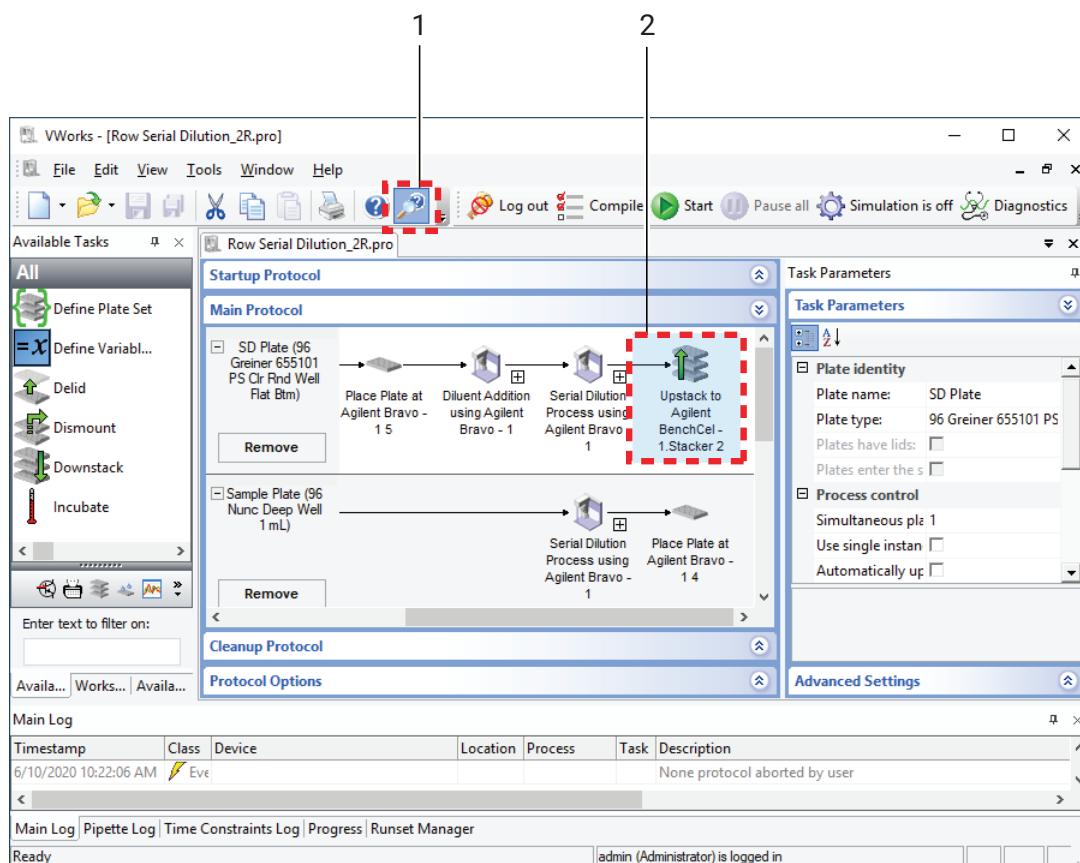 1
2
VWorks - [Row Serial Dilution_2R.pro]
File Edit View Tools Window Help
Log out Compile Start Pause all Simulation is off Diagnostics
Available Tasks
All
Define Plate Set
=x Define Variabl...
Delid
Dismount
Downstack
Incubate
Enter text to filter on:
Availa... Works... Availa...
Row Serial Dilution_2R.pro
Startup Protocol
Main Protocol
SD Plate (96
Greiner 655101
PS Clr Rnd Well
Flat Btm)
Remove
Place Plate at
Agilent Bravo -
1 5
Diluent Addition
using Agilent
Bravo - 1
Serial Dilution
Process using
Agilent Bravo
1
Upstack to
Agilent
BenchCel -
1.Stacker 2
Sample Plate (96
Nunc Deep Well
1 mL)
Remove
Serial Dilution
Process using
Agilent Bravo -
1
Place Plate at
Agilent Bravo -
1 4
Cleanup Protocol
Protocol Options
Task Parameters
Task Parameters
Plate identity
Plate name: SD Plate
Plate type: 96 Greiner 655101 PS
Plates have lids:
Plates enter the s
Process control
Simultaneous pla 1
Use single instan
Automatically up
Advanced Settings
Main Log
Timestamp Class Device Location Process Task Description
6/10/2020 10:22:06 AM Eve None protocol aborted by user
Main Log Pipette Log Time Constraints Log Progress Runset Manager
Ready admin (Administrator) is logged in